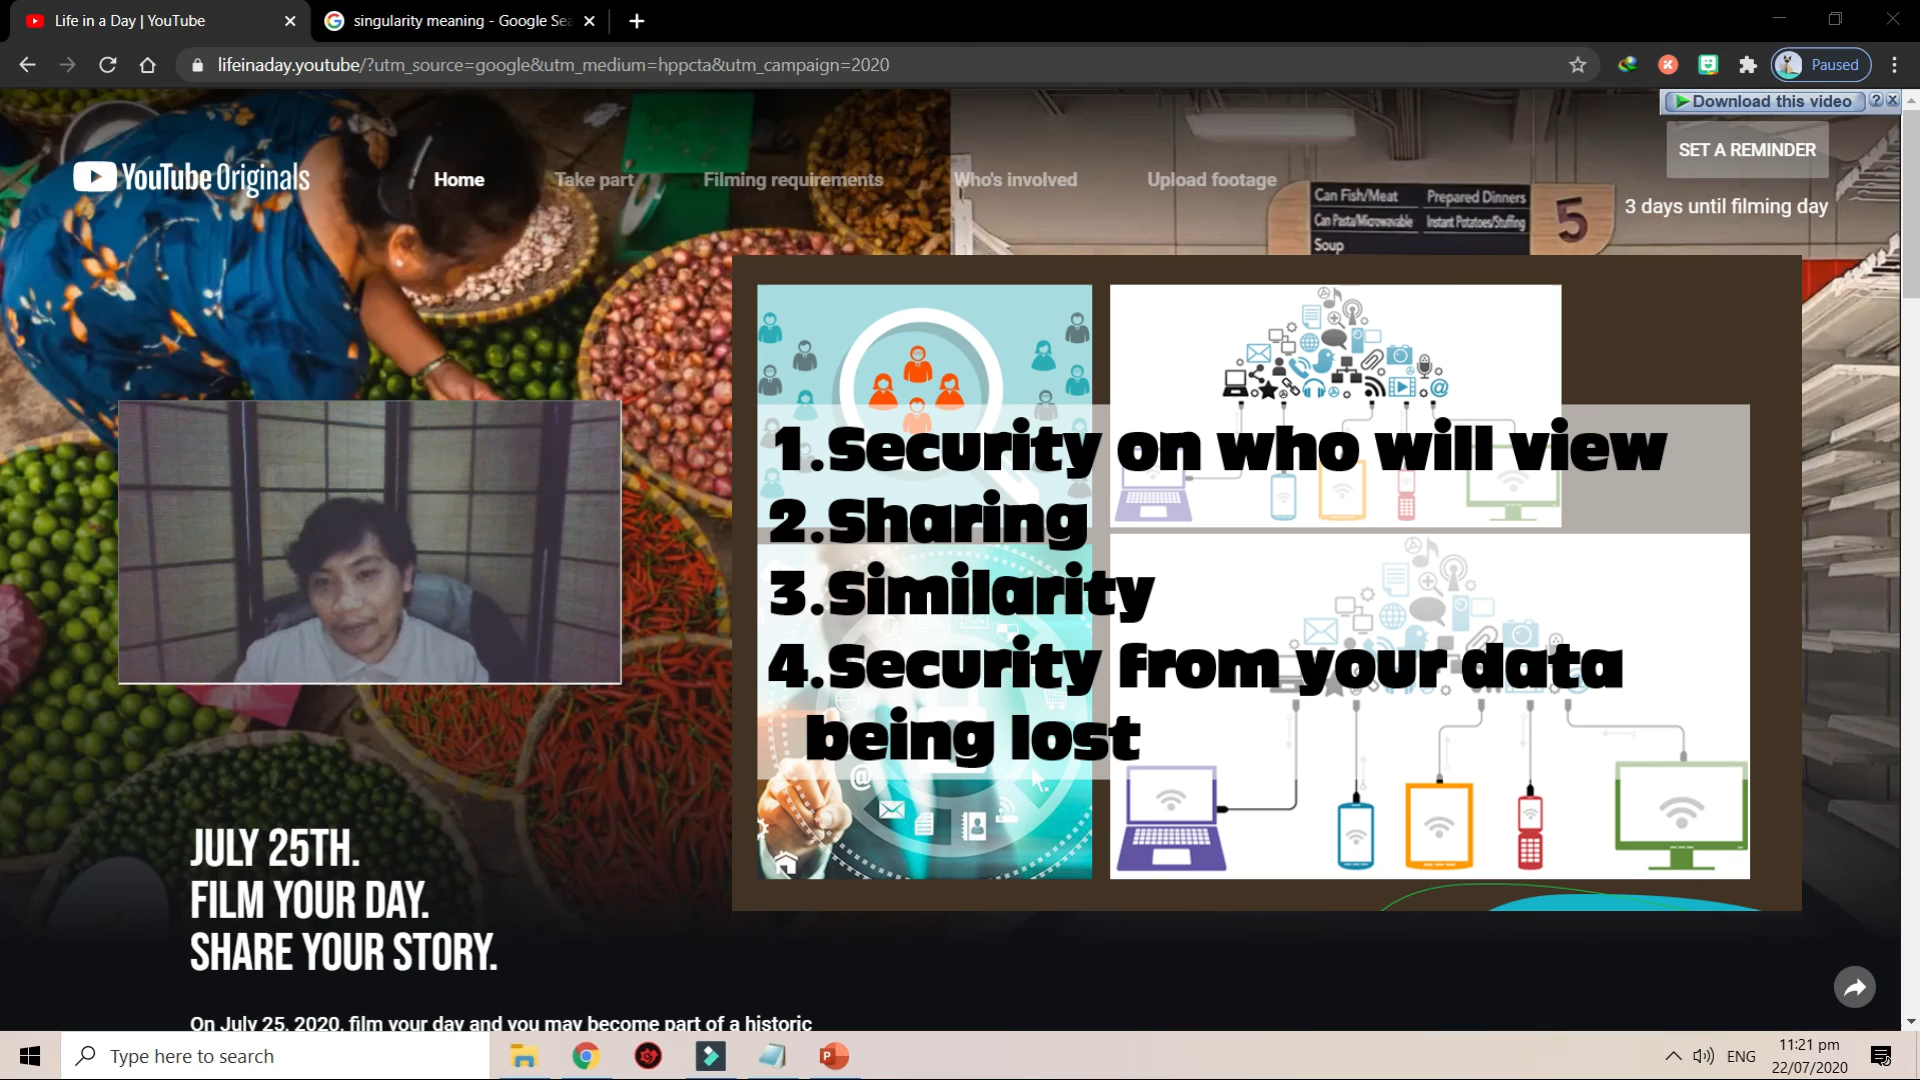 Life in a Day | YouTube
singularity meaning - Google Sea
lifeinaday.youtube/?utm_source=google&utm_medium=hppcta&utm_campaign=2020
Paused
Download this video
YouTube Originals
Home
Take part
Filming requirements
Who's involved
Upload footage
SET A REMINDER
3 days until filming day
Can Fish/Meat
Prepared Dinners
Can Pasta/Microwavable
Instant Potatoes/Stuffing
Soup
5
1.Security on who will view
2.Sharing
3.Similarity
4.Security from your data
being lost
JULY 25TH.
FILM YOUR DAY.
SHARE YOUR STORY.
On July 25, 2020, film your day and you may become part of a historic
Type here to search
ENG
11:21 pm
22/07/2020